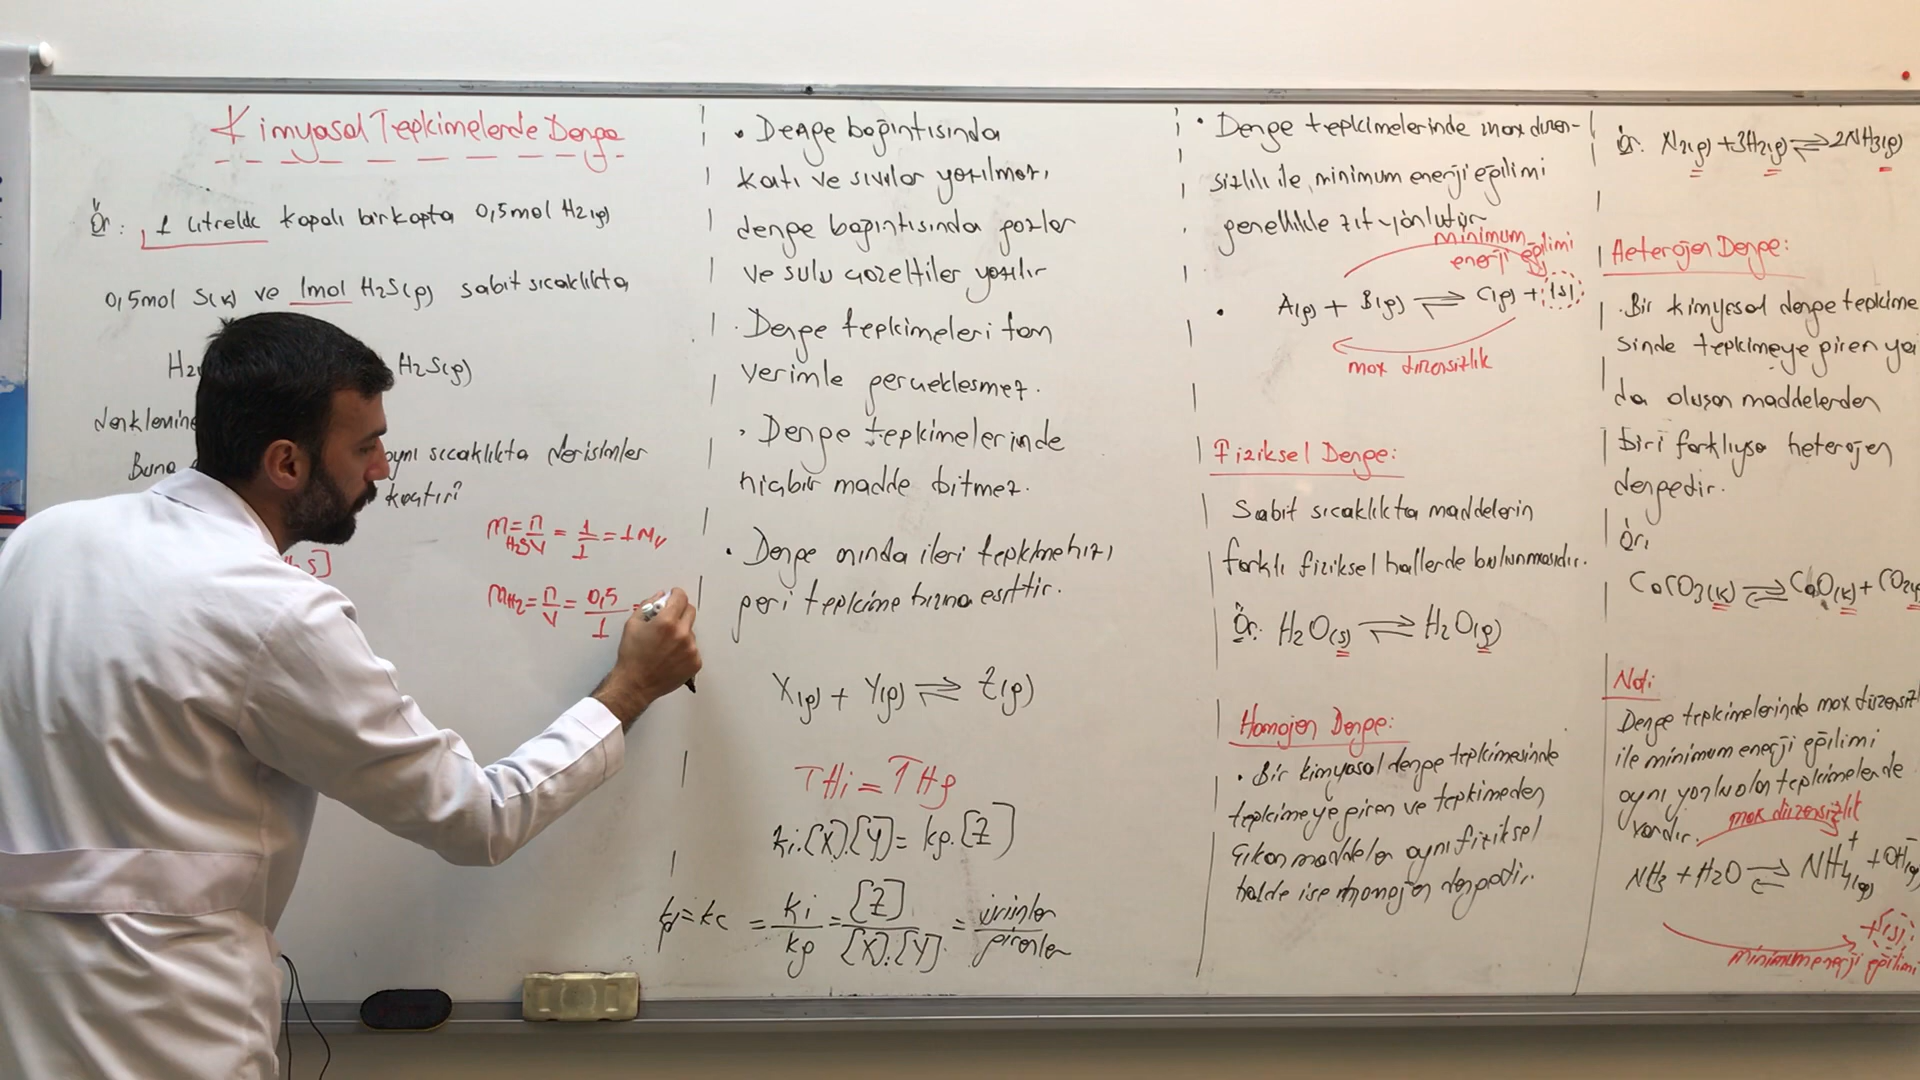 Kimyasal Tepkimelerde Denge
Ör: 1 Litrelik kapalı bir kapta 0,5mol H2(g)
0,5mol S(k) ve 1mol H2S(g) sabit sıcaklıkta
H2 H2S(g)
denklemine
Buna aynı sıcaklıkta derisimler
kaçtır?
S]
M H2S = n/V = 1/1 = 1M
MH2 = n/V = 0,5/1 =
• Denge bağıntısında
katı ve sıvılar yazılmaz,
denge bağıntısında gazlar
ve sulu çözeltiler yazılır
• Denge tepkimeleri tam
verimle gerçekleşmez.
• Denge tepkimelerinde
hiçbir madde bitmez.
• Denge anında ileri tepkime hızı,
geri tepkime hızına eşittir.
X(g) + Y(g) ⇌ Z(g)
THi = THg
ki.[X].[Y] = kg.[Z]
kd = kc = ki/kg = [Z]/[X].[Y] = ürünler/girenler
• Denge tepkimelerinde max düzen-
sizlik ile, minimum enerji eğilimi
genellikle zıt yönlutür
minimum
enerji eğilimi
• A(g) + B(g) ⇌ C(g) + ısı
max düzensizlik
Fiziksel Denge:
Sabit sıcaklıkta maddelerin
farklı fiziksel hallerde bulunmasıdır.
Ör: H2O(s) ⇌ H2O(g)
Homojen Denge:
• Bir kimyasal denge tepkimesinde
tepkimeye giren ve tepkimeden
çıkan maddeler aynı fiziksel
halde ise homojen dengedir.
Ör: N2(g) + 3H2(g) ⇌ 2NH3(g)
Heterojen Denge:
• Bir kimyasal denge tepkime
sinde tepkimeye giren ya
da oluşan maddelerden
biri farklıysa heterojen
dengedir.
Ör:
CaCO3(k) ⇌ CaO(k) + CO2(g
Not:
Denge tepkimelerinde max düzensizl
ile minimum enerji eğilimi
aynı yonlu olan tepkimelerde
vardır.
max düzensizlik
NH3 + H2O ⇌ NH4+(g) + OH-(g)
+ısı
minimum enerji eğilimi